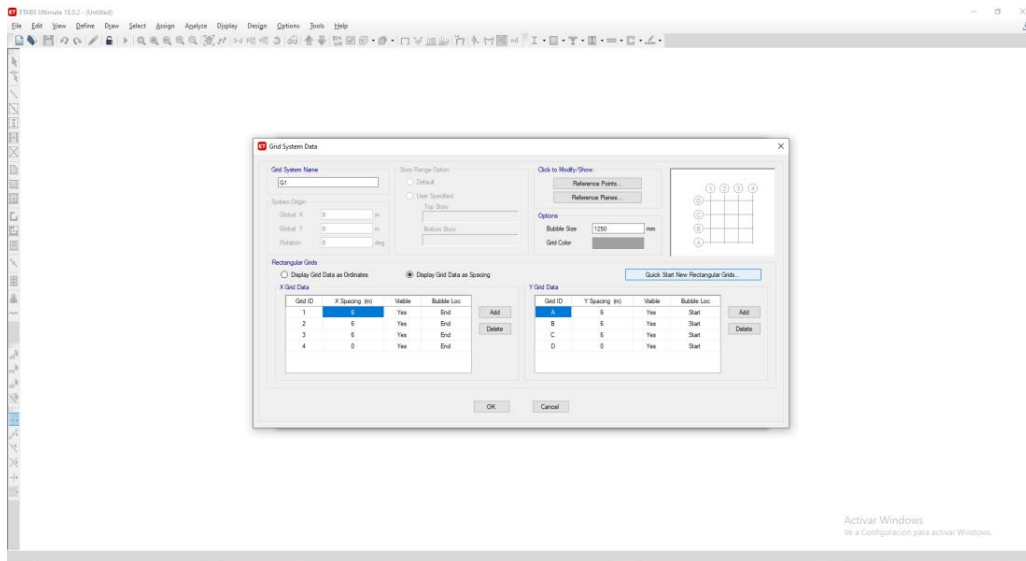 ETABS Ultimate 18.0.2 - (Untitled)
File Edit View Define Draw Select Assign Analyze Display Design Options Tools Help
Grid System Data
Grid System Name
G1
System Origin
Global X 0 m
Global Y 0 m
Rotation 0 deg
Story Range Option
Default
User Specified
Top Story
Bottom Story
Click to Modify/Show:
Reference Points...
Reference Planes...
Options
Bubble Size 1250 mm
Grid Color
1 2 3 4
D
C
B
A
Rectangular Grids
Display Grid Data as Ordinates Display Grid Data as Spacing Quick Start New Rectangular Grids...
X Grid Data
Grid ID X Spacing (m) Visible Bubble Loc
1 6 Yes End
2 6 Yes End
3 6 Yes End
4 0 Yes End
Add
Delete
Y Grid Data
Grid ID Y Spacing (m) Visible Bubble Loc
A 6 Yes Start
B 6 Yes Start
C 6 Yes Start
D 0 Yes Start
Add
Delete
OK Cancel
Activar Windows
Ve a Configuración para activar Windows.